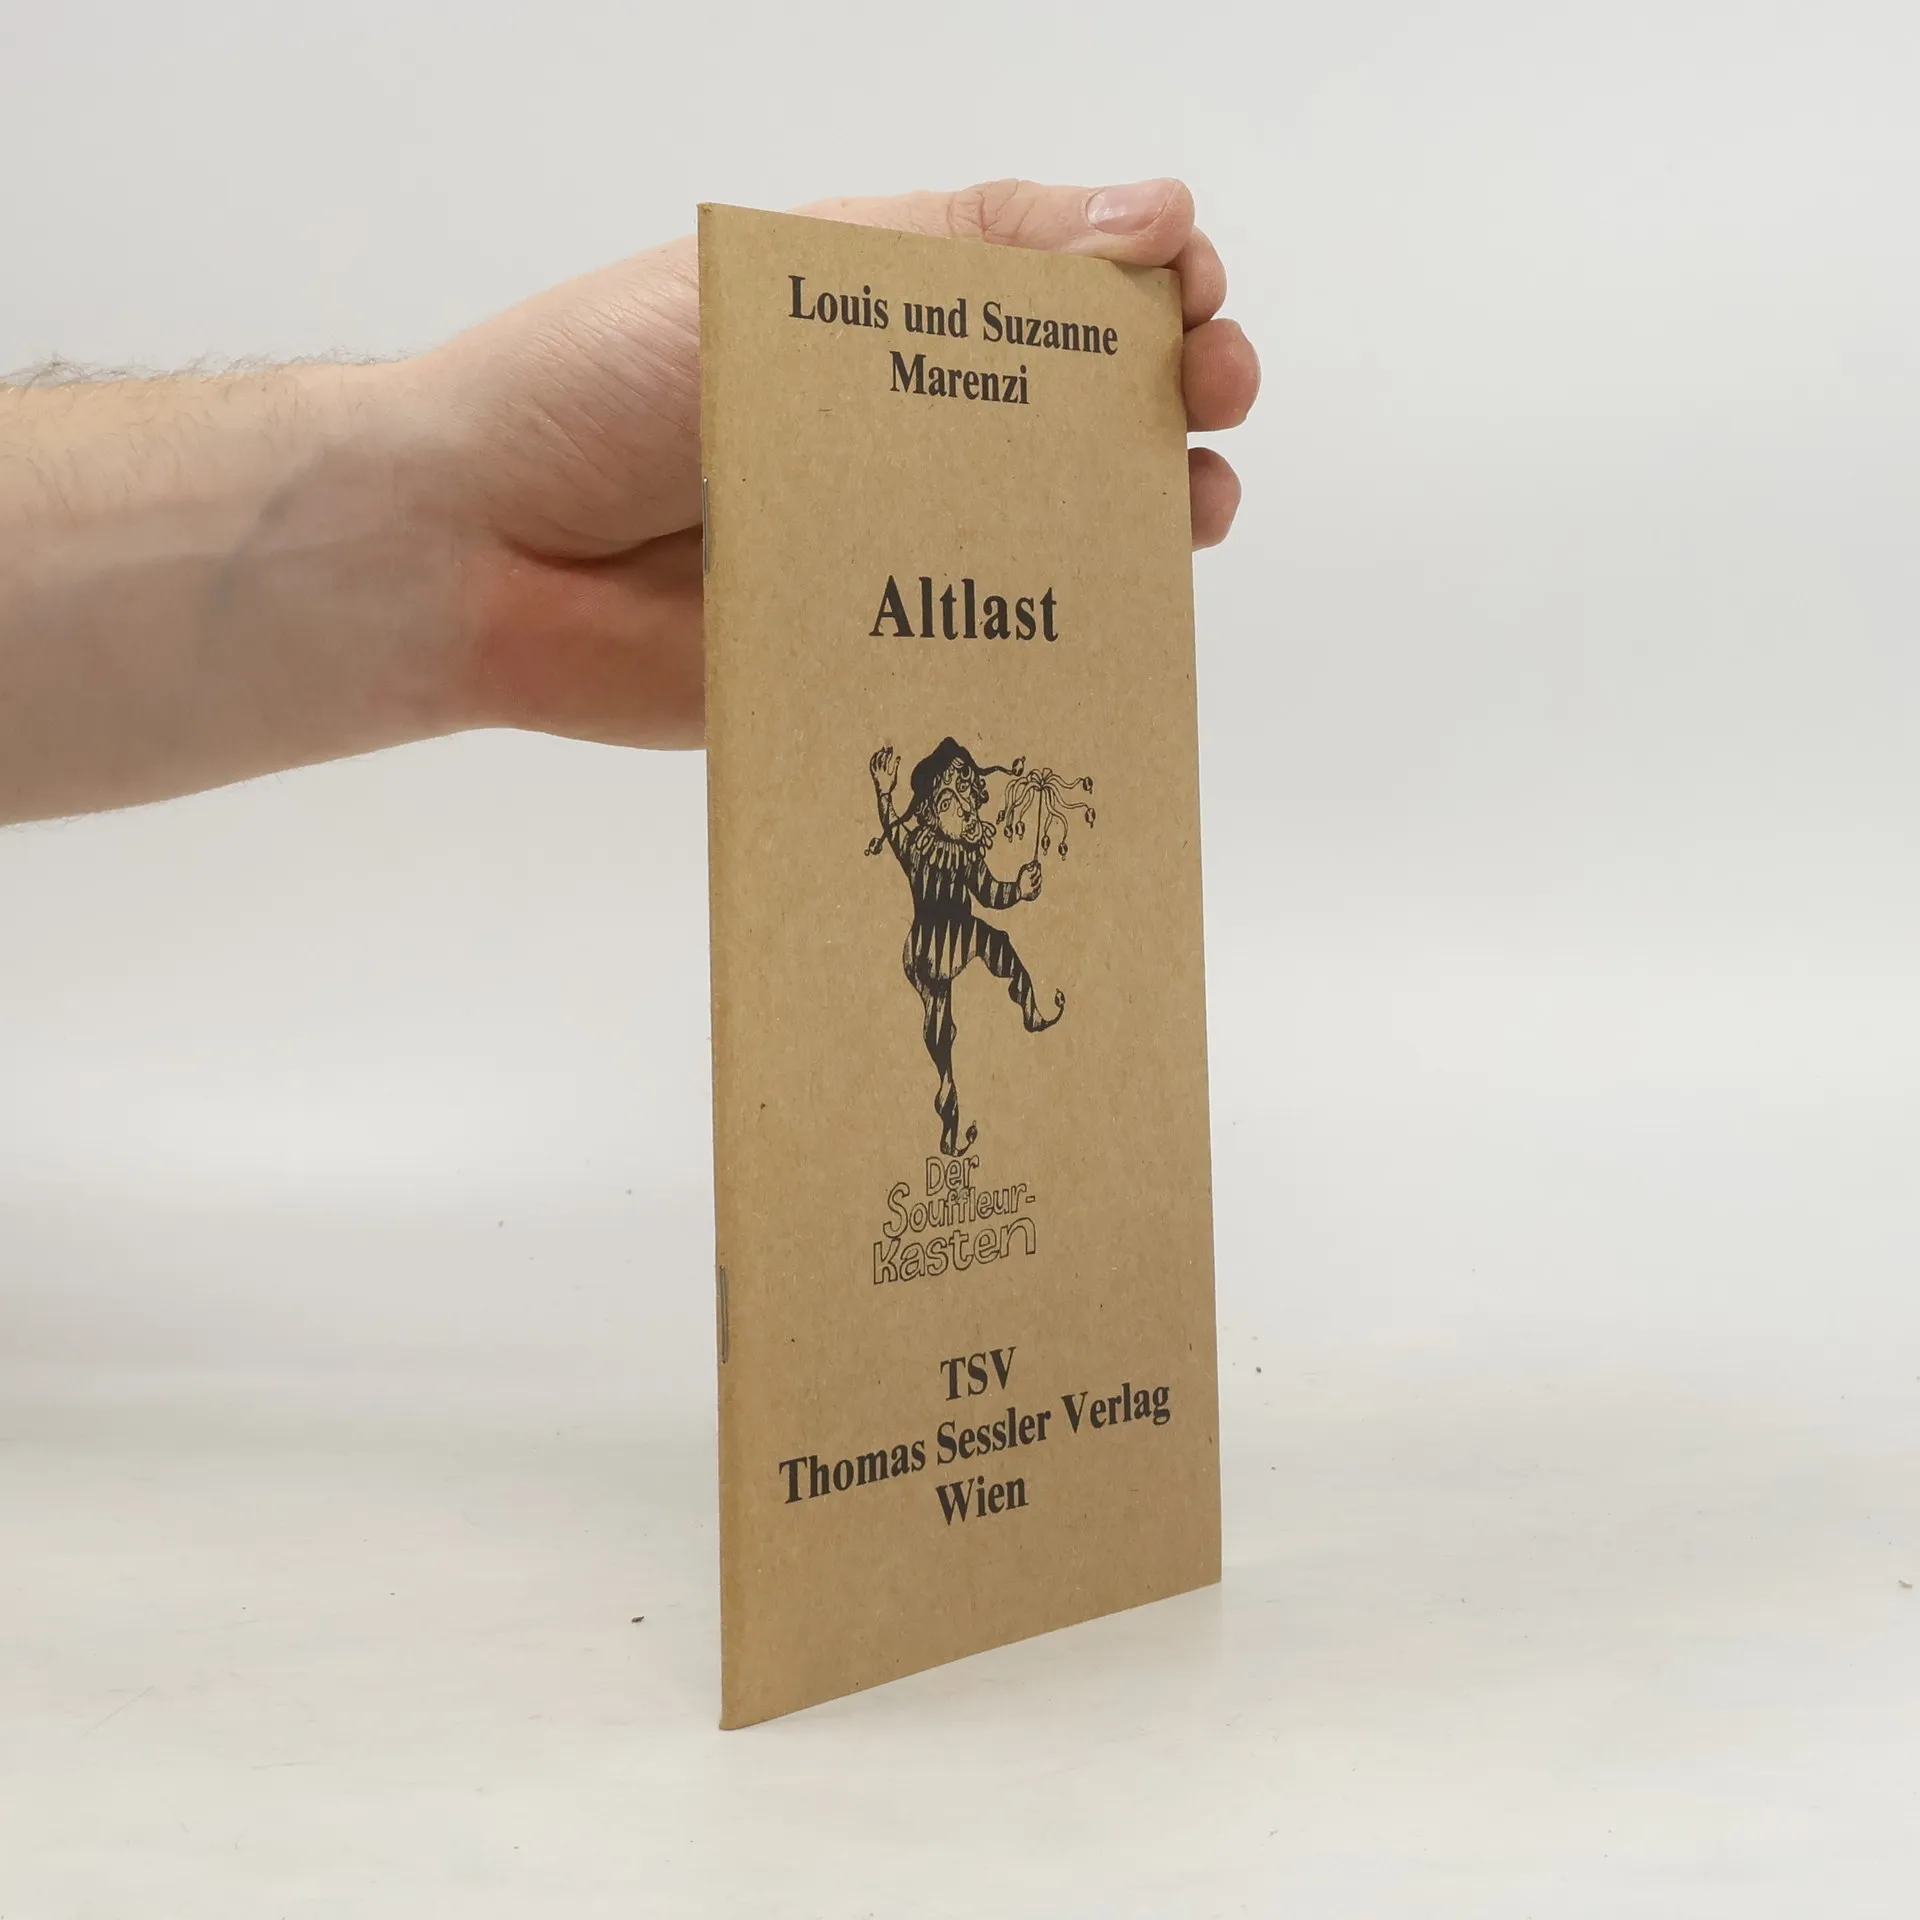 Louis und Suzanne
Marenzi
Altlast
Der
Souffleur-
Kasten
TSV
Thomas Sessler Verlag
Wien